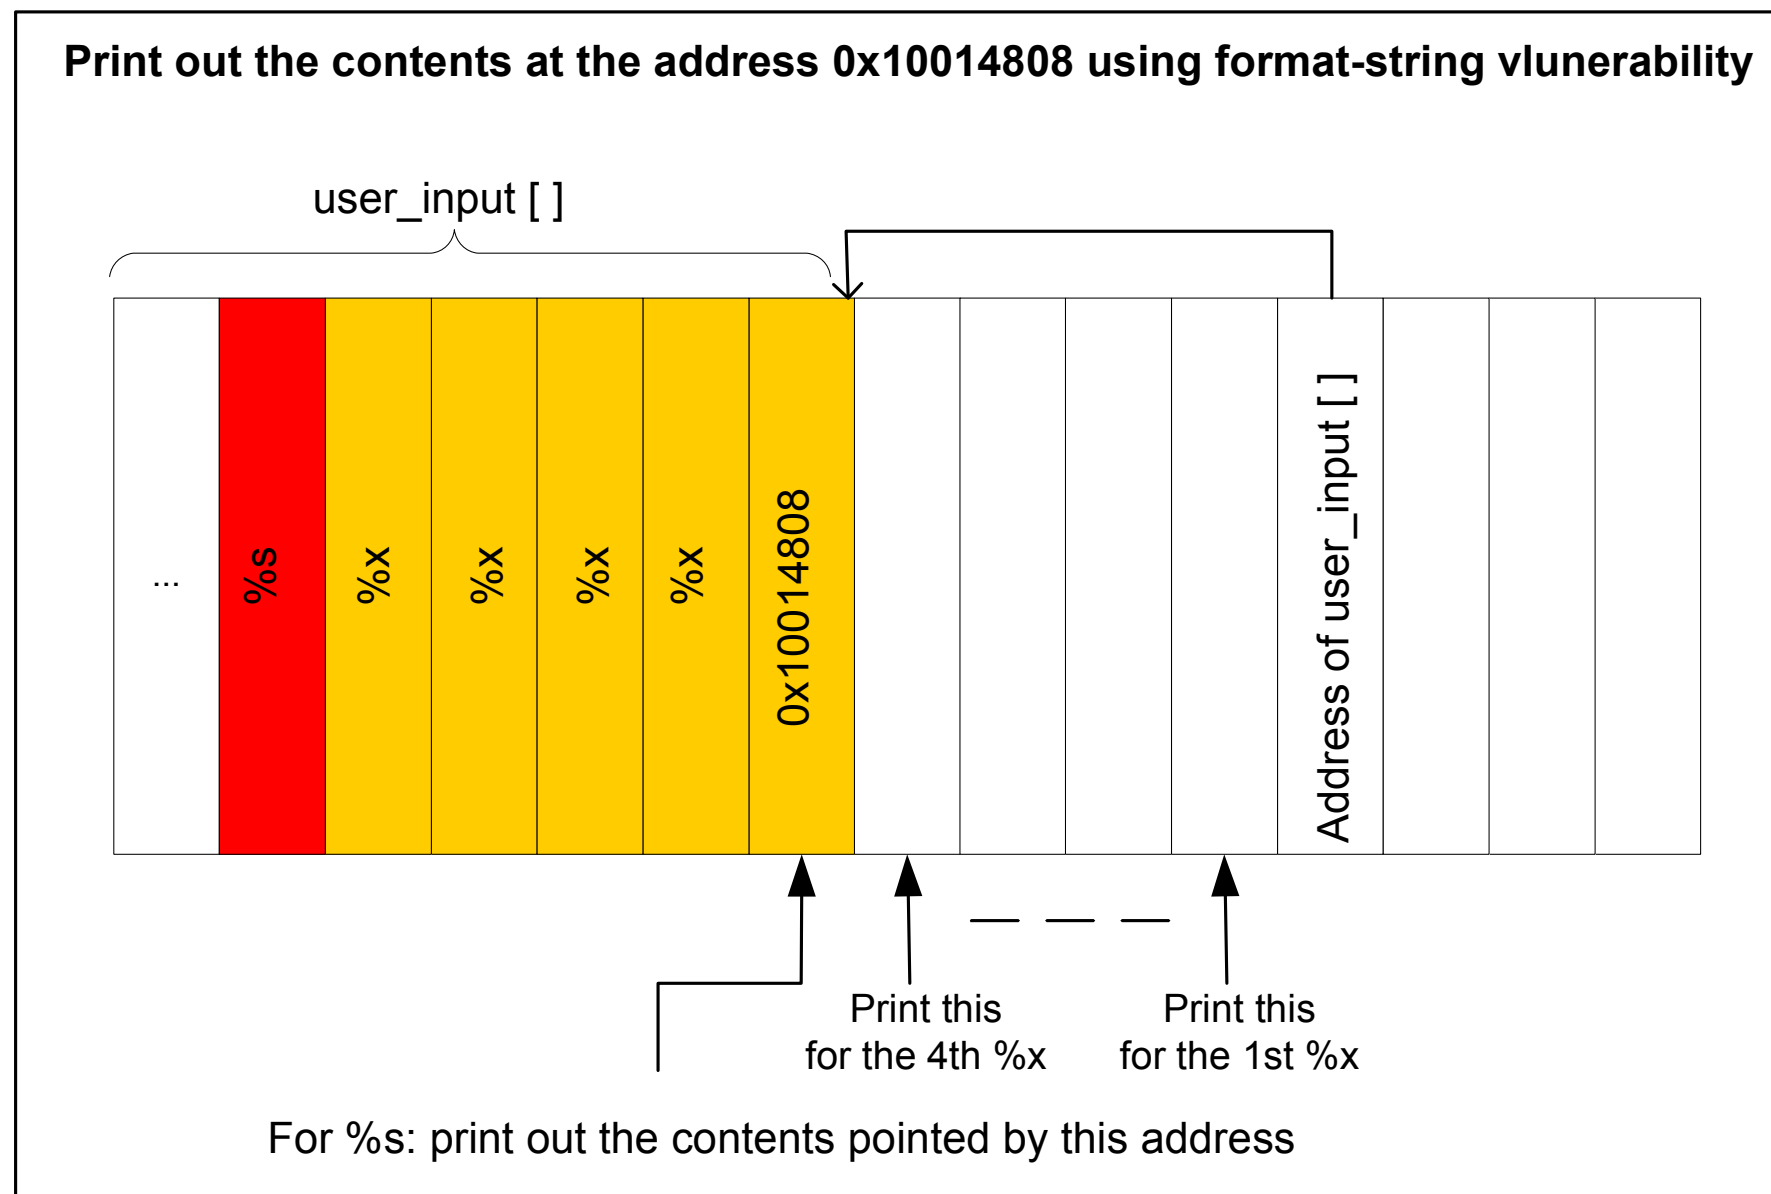 Print out the contents at the address 0x10014808 using format-string vlunerability
user_input [ ]
...
%s
%x
%x
%x
%x
0x10014808
Address of user_input [ ]
Print this
for the 4th %x
Print this
for the 1st %x
For %s: print out the contents pointed by this address